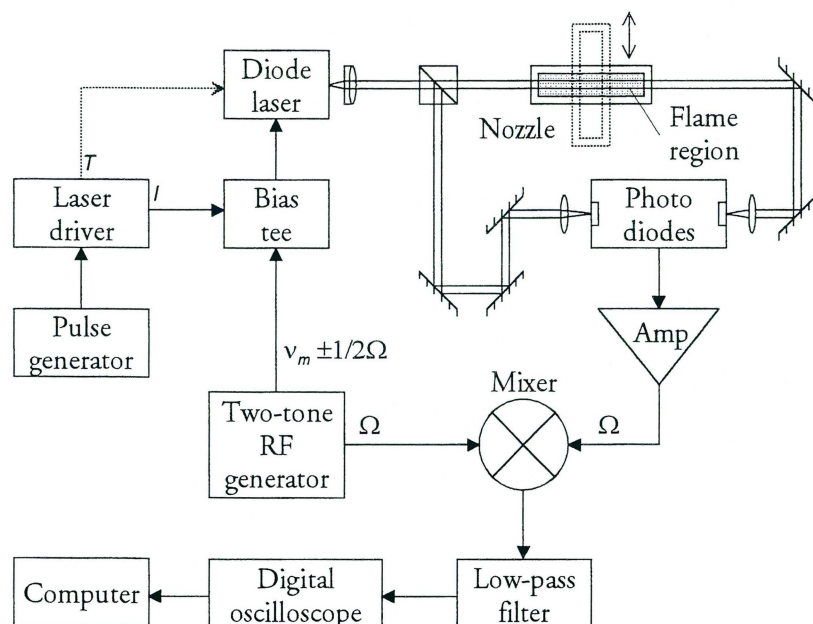 Diode
laser
Nozzle
Flame
region
T
I
Laser
driver
Bias
tee
Photo
diodes
Pulse
generator
Amp
νm ±1/2Ω
Mixer
Two-tone
RF
generator
Ω
Ω
Computer
Digital
oscilloscope
Low-pass
filter